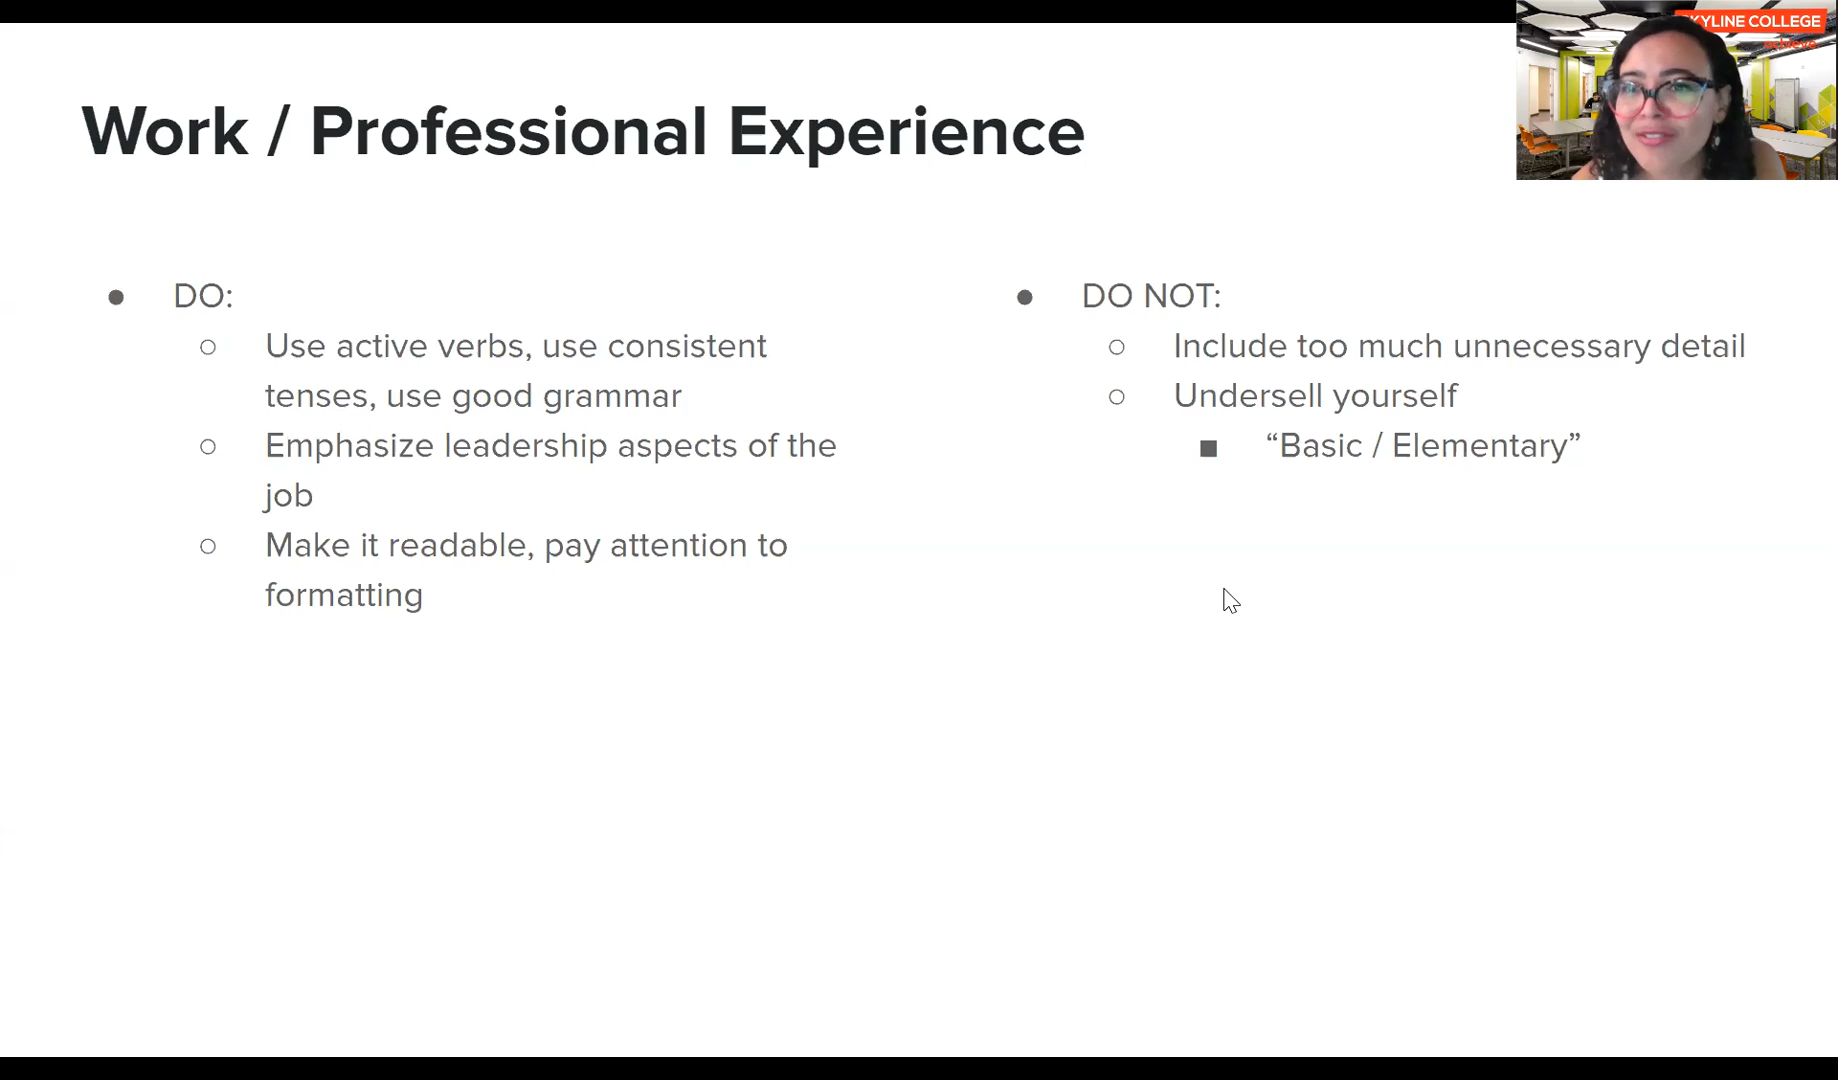 Work / Professional Experience
DO:
Use active verbs, use consistent
tenses, use good grammar
Emphasize leadership aspects of the
job
Make it readable, pay attention to
formatting
DO NOT:
Include too much unnecessary detail
Undersell yourself
“Basic / Elementary”
KYLINE COLLEGE
achieve